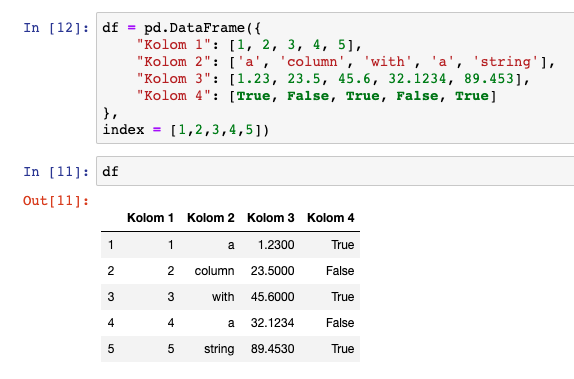 In [12]: df = pd.DataFrame({
"Kolom 1": [1, 2, 3, 4, 5],
"Kolom 2": ['a', 'column', 'with', 'a', 'string'],
"Kolom 3": [1.23, 23.5, 45.6, 32.1234, 89.453],
"Kolom 4": [True, False, True, False, True]
},
index = [1,2,3,4,5])
In [11]: df
Out[11]:
Kolom 1 Kolom 2 Kolom 3 Kolom 4
1 1 a 1.2300 True
2 2 column 23.5000 False
3 3 with 45.6000 True
4 4 a 32.1234 False
5 5 string 89.4530 True